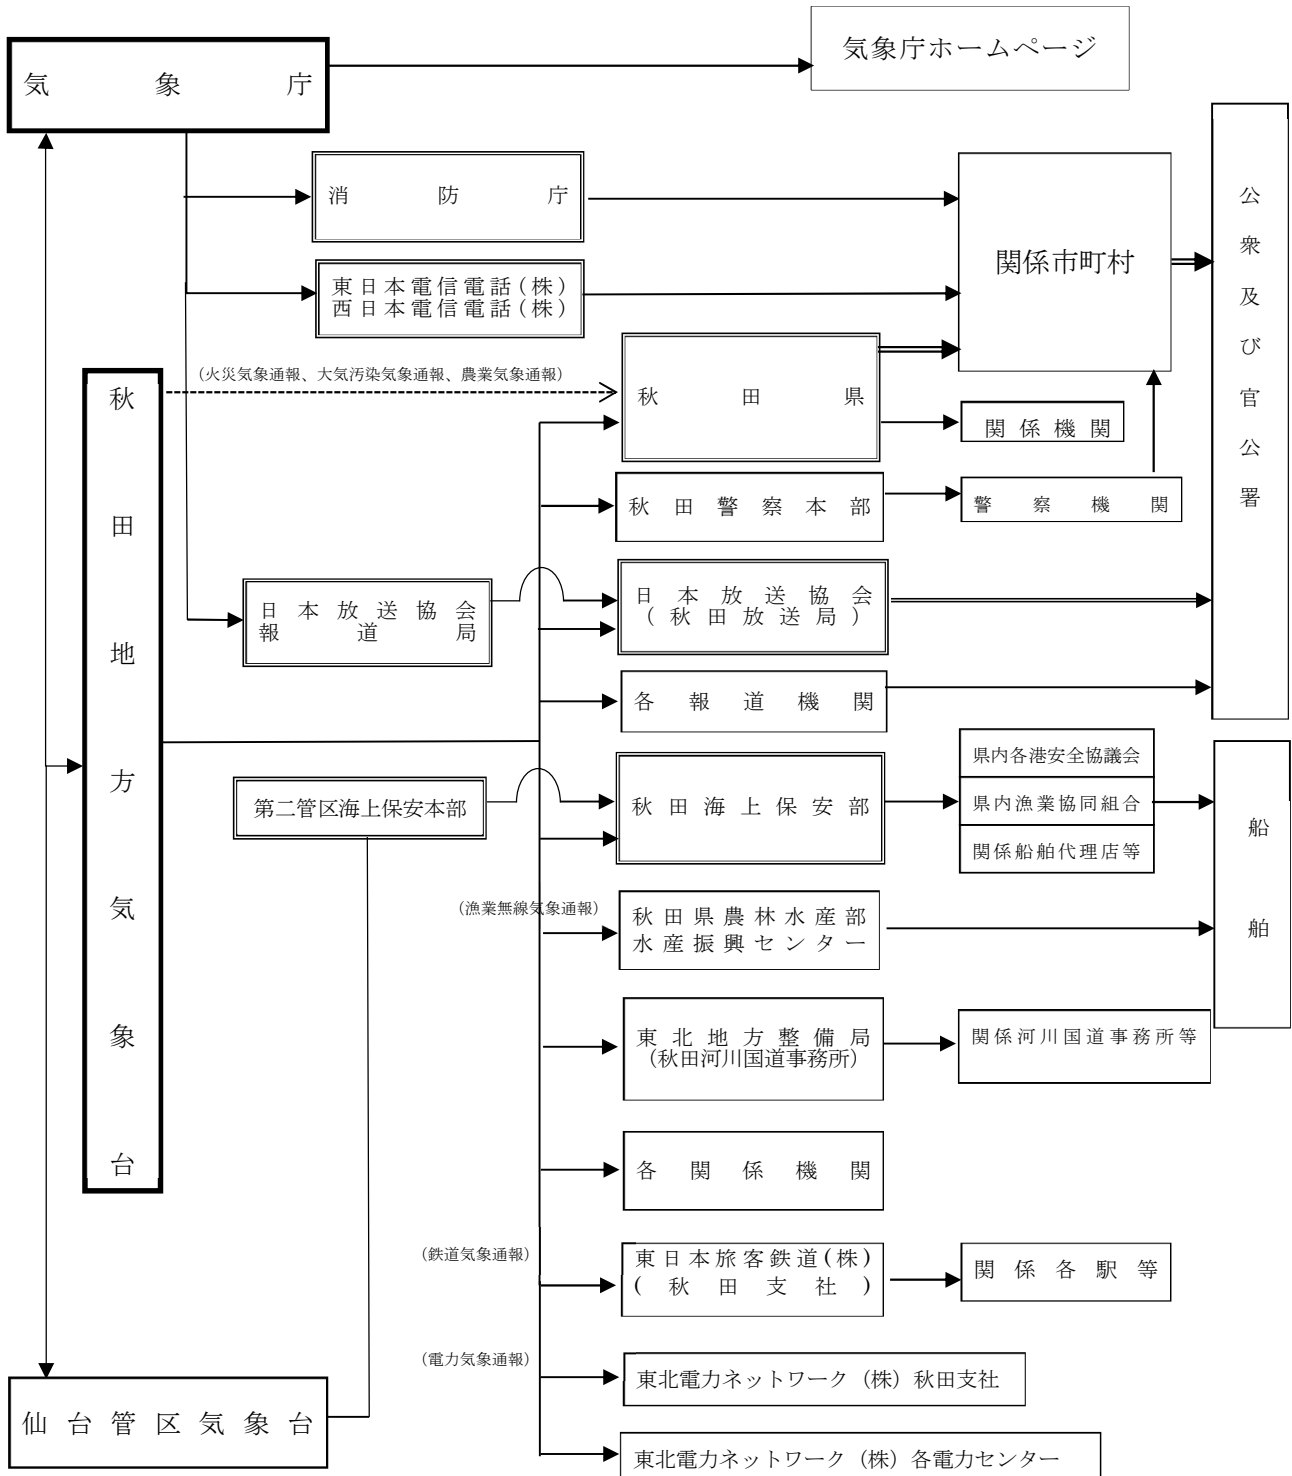 気象庁ホームページ
気象庁
消防庁
東日本電信電話(株)
西日本電信電話(株)
関係市町村
公衆及び官公署
(火災気象通報、大気汚染気象通報、農業気象通報)
秋田地方気象台
秋田県
関係機関
秋田警察本部
警察機関
日本放送協会
報道局
日本放送協会
(秋田放送局)
各報道機関
第二管区海上保安本部
秋田海上保安部
県内各港安全協議会
県内漁業協同組合
関係船舶代理店等
船舶
(漁業無線気象通報)
秋田県農林水産部
水産振興センター
東北地方整備局
(秋田河川国道事務所)
関係河川国道事務所等
各関係機関
(鉄道気象通報)
東日本旅客鉄道(株)
(秋田支社)
関係各駅等
(電力気象通報)
東北電力ネットワーク（株）秋田支社
仙台管区気象台
東北電力ネットワーク（株）各電力センター